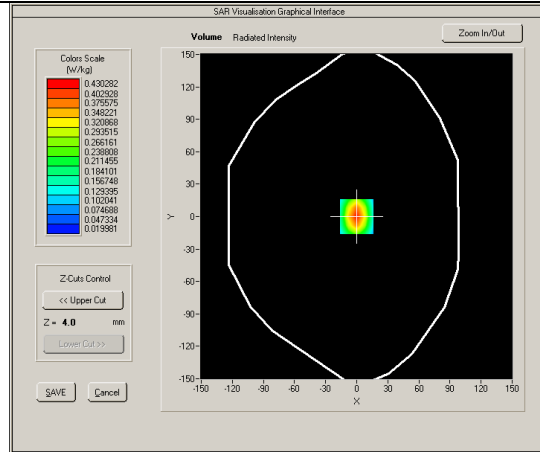 SAR Visualisation Graphical Interface
Volume Radiated Intensity
Zoom In/Out
Colors Scale
(W/kg)
0.430282
0.402928
0.375575
0.348221
0.320868
0.293515
0.266161
0.238808
0.211455
0.184101
0.156748
0.129395
0.102041
0.074688
0.047334
0.019981
Z-Cuts Control
<< Upper Cut
Z = 4.0 mm
Lower Cut >>
SAVE Cancel
150
120
90
60
30
0
-30
-60
-90
-120
-150
Y
-150 -120 -90 -60 -30 0 30 60 90 120 150
X